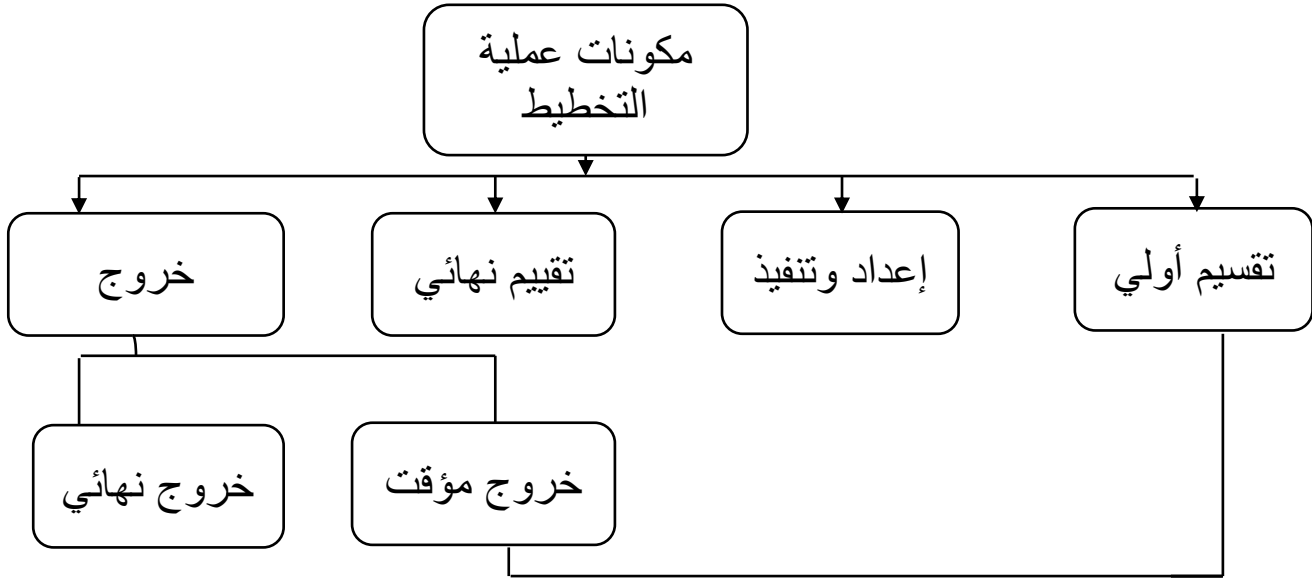 مكونات عملية
التخطيط
تقسيم أولي
إعداد وتنفيذ
تقييم نهائي
خروج
خروج مؤقت
خروج نهائي